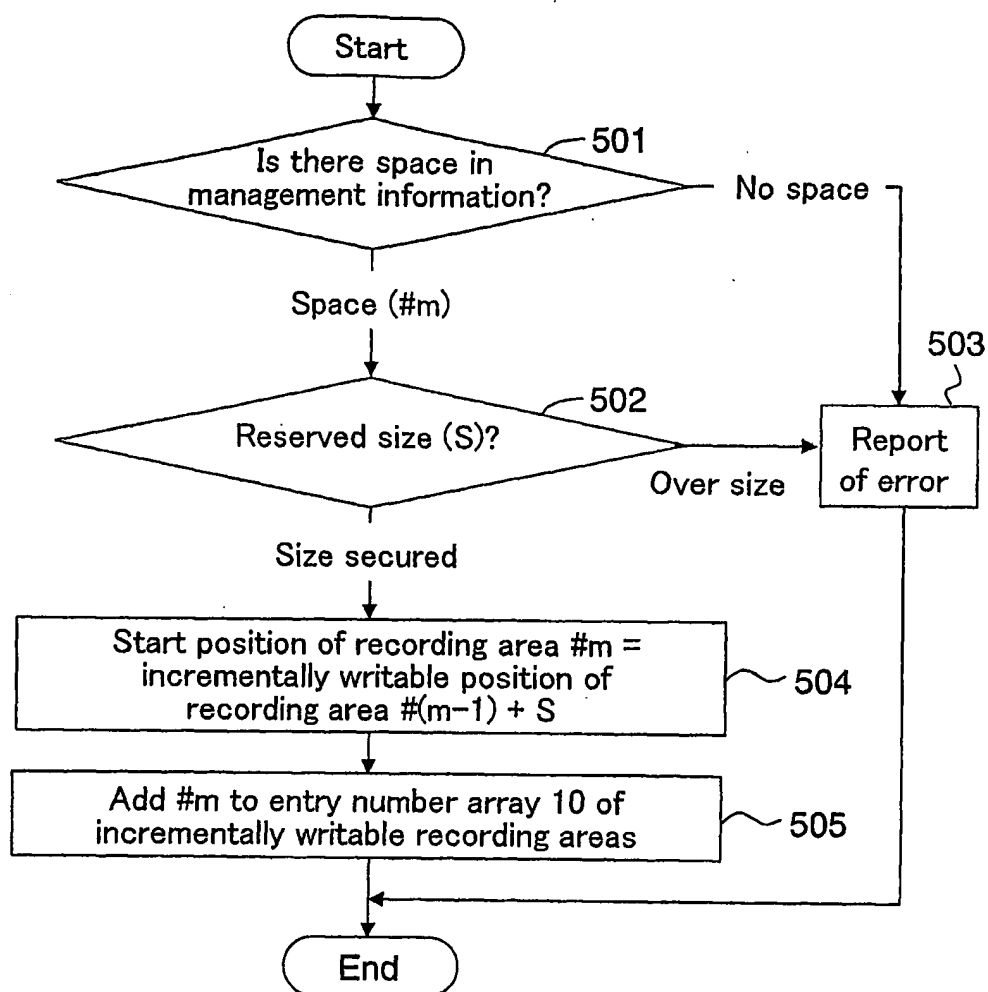 Start
501
Is there space in
management information?
No space
Space (#m)
503
502
Reserved size (S)?
Report
of error
Over size
Size secured
Start position of recording area #m =
incrementally writable position of
recording area #(m-1) + S
504
Add #m to entry number array 10 of
incrementally writable recording areas
505
End